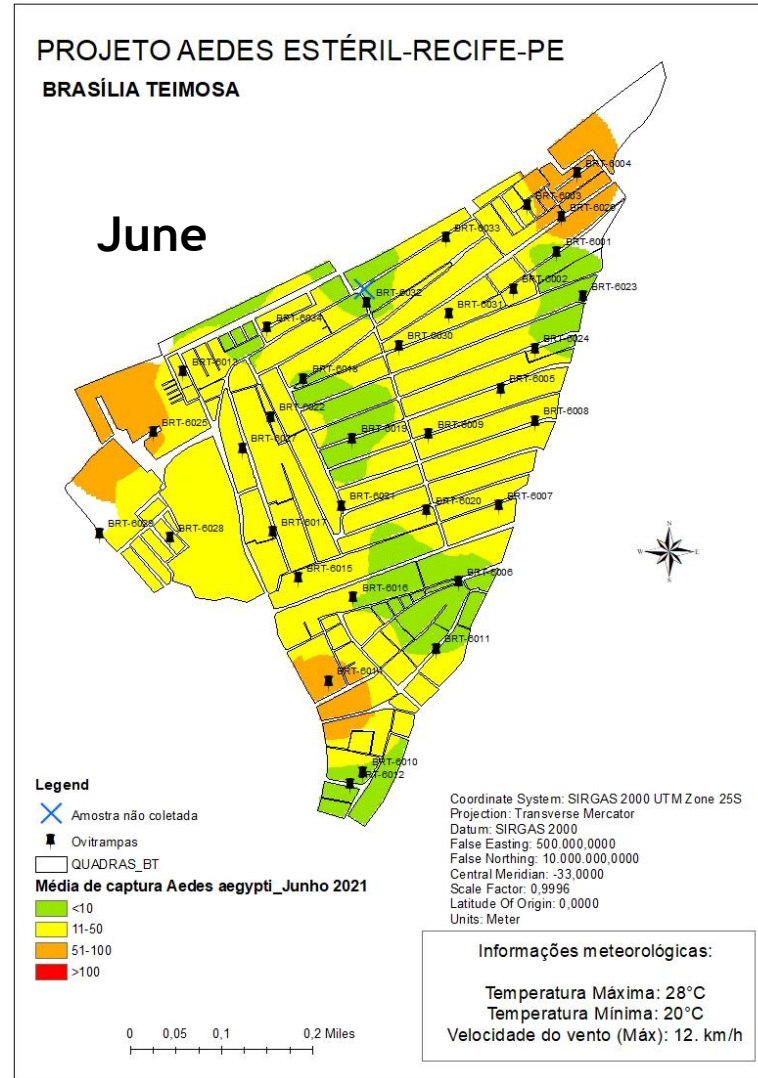 PROJETO AEDES ESTÉRIL-RECIFE-PE
BRASÍLIA TEIMOSA
June
BRT-6004
BRT-6003
BRT-6026
BRT-6033
BRT-6001
BRT-6002
BRT-6023
BRT-6032
BRT-6031
BRT-6034
BRT-6030
BRT-6024
BRT-6013
BRT-6018
BRT-6005
BRT-6022
BRT-6025
BRT-6019
BRT-6009
BRT-6008
BRT-6027
BRT-6021
BRT-6020
BRT-6007
BRT-6028
BRT-6017
BRT-6015
BRT-6016
BRT-6006
BRT-6011
BRT-6014
BRT-6010
BRT-6012
N
W
E
S
Legend
Amostra não coletada
Ovitrampas
QUADRAS_BT
Média de captura Aedes aegypti_Junho 2021
<10
11-50
51-100
>100
0 0,05 0,1 0,2 Miles
Coordinate System: SIRGAS 2000 UTM Zone 25S
Projection: Transverse Mercator
Datum: SIRGAS 2000
False Easting: 500.000,0000
False Northing: 10.000.000,0000
Central Meridian: -33,0000
Scale Factor: 0,9996
Latitude Of Origin: 0,0000
Units: Meter
Informações meteorológicas:
Temperatura Máxima: 28°C
Temperatura Mínima: 20°C
Velocidade do vento (Máx): 12. km/h